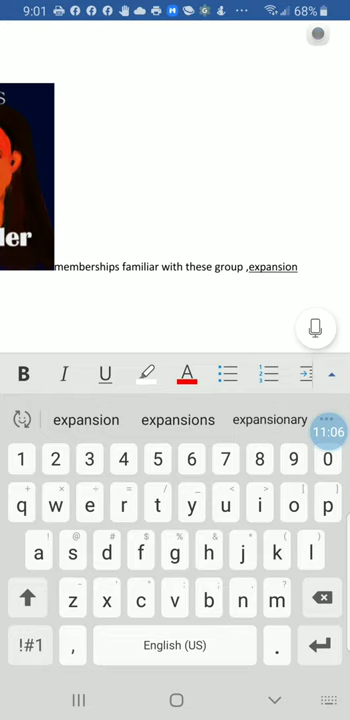 9:01 68%
S
ler
memberships familiar with these group ,expansion
B I U A
expansion expansions expansionary
11:06
1 2 3 4 5 6 7 8 9 0
q w e r t y u i o p
a s d f g h j k l
z x c v b n m
!#1 , English (US) .